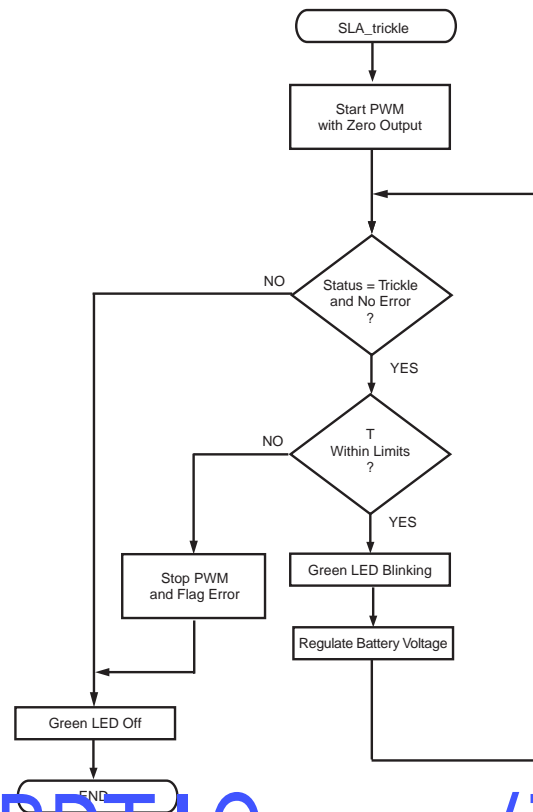 SLA_trickle
Start PWM
with Zero Output
NO
Status = Trickle
and No Error
?
YES
NO
T
Within Limits
?
YES
Stop PWM
and Flag Error
Green LED Blinking
Regulate Battery Voltage
Green LED Off
END